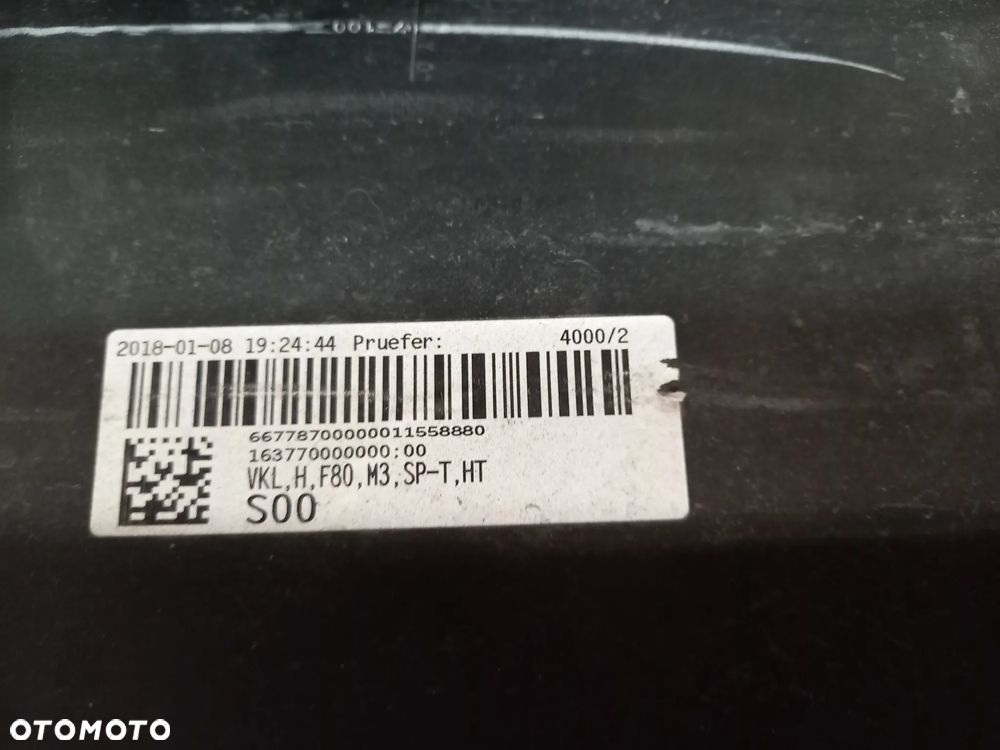 2018-01-08 19:24:44 Pruefer: 4000/2
66778700000011558880
163770000000;00
VKL,H,F80,M3,SP-T,HT
S00
OTOMOTO